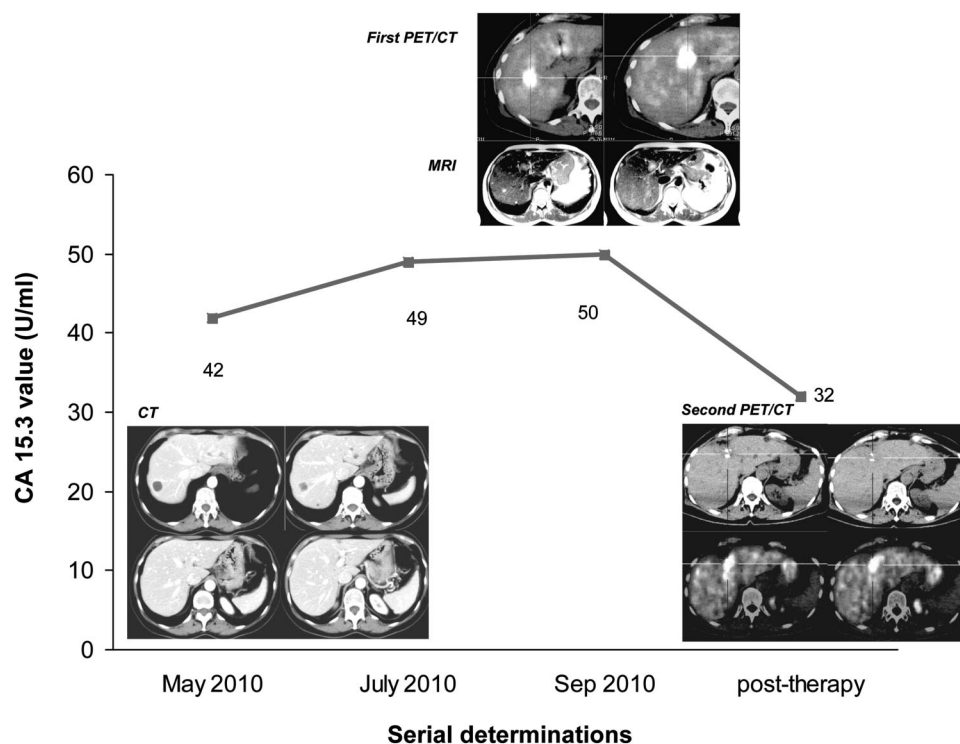 First PET/CT
MRI
60
50
40
30
20
10
0
CA 15.3 value (U/ml)
42
49
50
32
CT
Second PET/CT
May 2010
July 2010
Sep 2010
post-therapy
Serial determinations